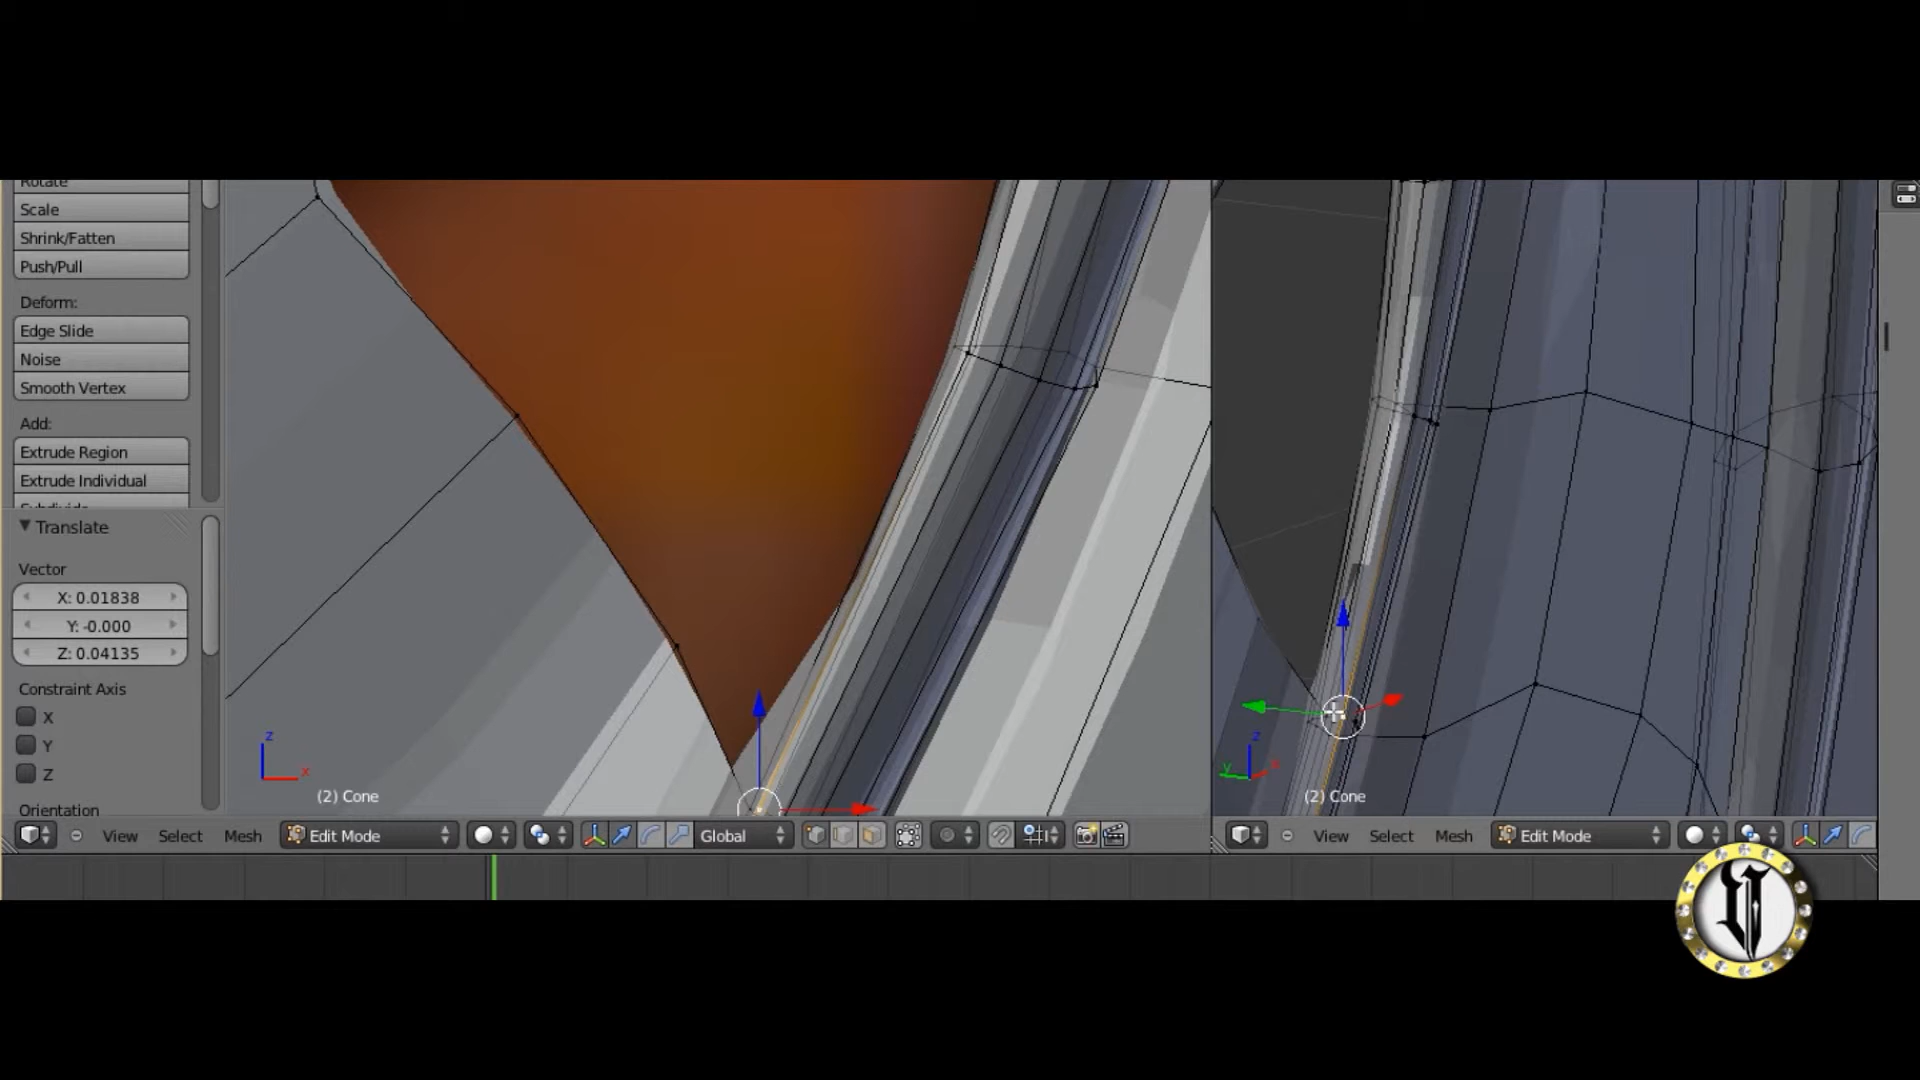 Rotate
Scale
Shrink/Fatten
Push/Pull
Deform:
Edge Slide
Noise
Smooth Vertex
Add:
Extrude Region
Extrude Individual
Subdivide
Translate
Vector
X: 0.01838
Y: -0.000
Z: 0.04135
Constraint Axis
X
Y
Z
Orientation
z
x
(2) Cone
z
y
x
(2) Cone
View Select Mesh Edit Mode Global
View Select Mesh Edit Mode